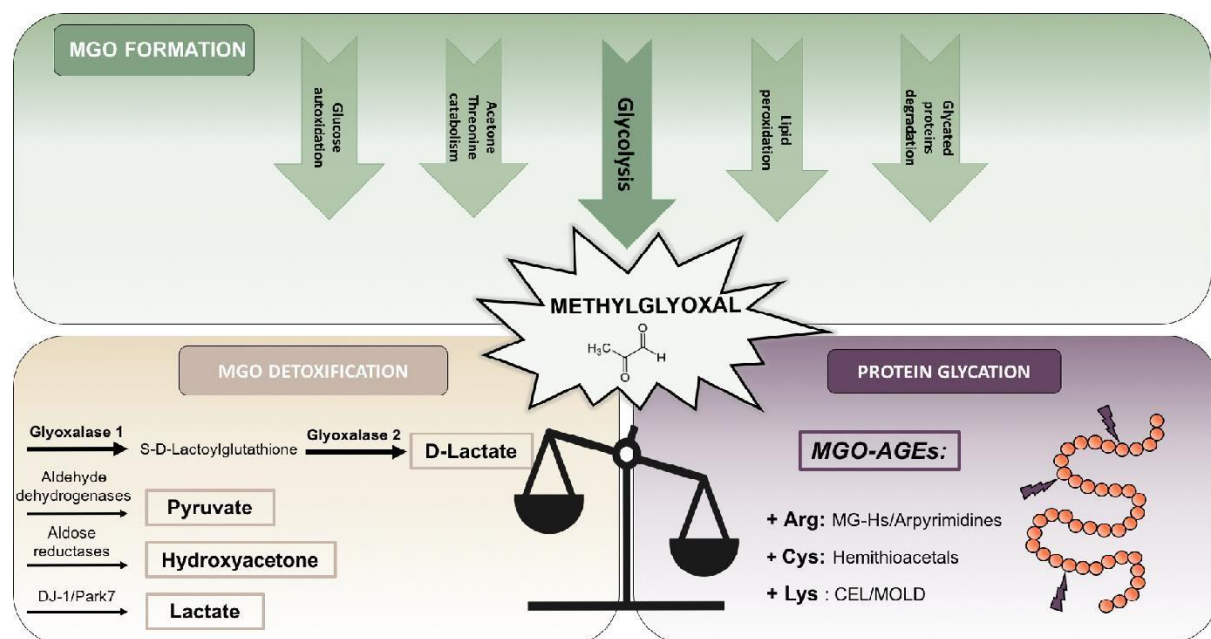 MGO FORMATION
Glucose
autoxidation
Acetone
Threonine
catabolism
Glycolysis
Lipid
peroxidation
Glycated
proteins
degradation
METHYLGLYOXAL
O
H₃C
H
O
MGO DETOXIFICATION
Glyoxalase 1
S-D-Lactoylglutathione
Glyoxalase 2
D-Lactate
Aldehyde
dehydrogenases
Pyruvate
Aldose
reductases
Hydroxyacetone
DJ-1/Park7
Lactate
PROTEIN GLYCATION
MGO-AGEs:
+ Arg: MG-Hs/Arpyrimidines
+ Cys: Hemithioacetals
+ Lys : CEL/MOLD